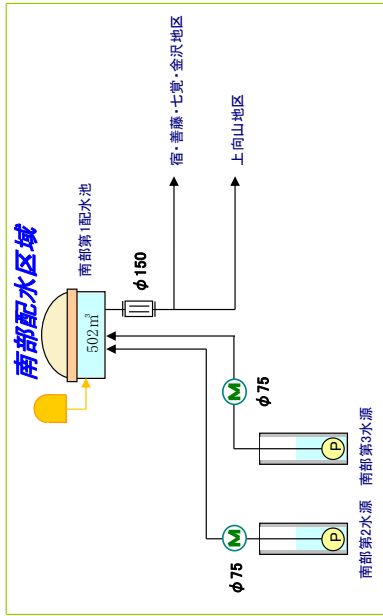 南部配水区域
南部第1配水池
502m³
φ150
宿・善藤・七覚・金沢地区
上向山地区
M
φ75
M
φ75
P
南部第3水源
P
南部第2水源